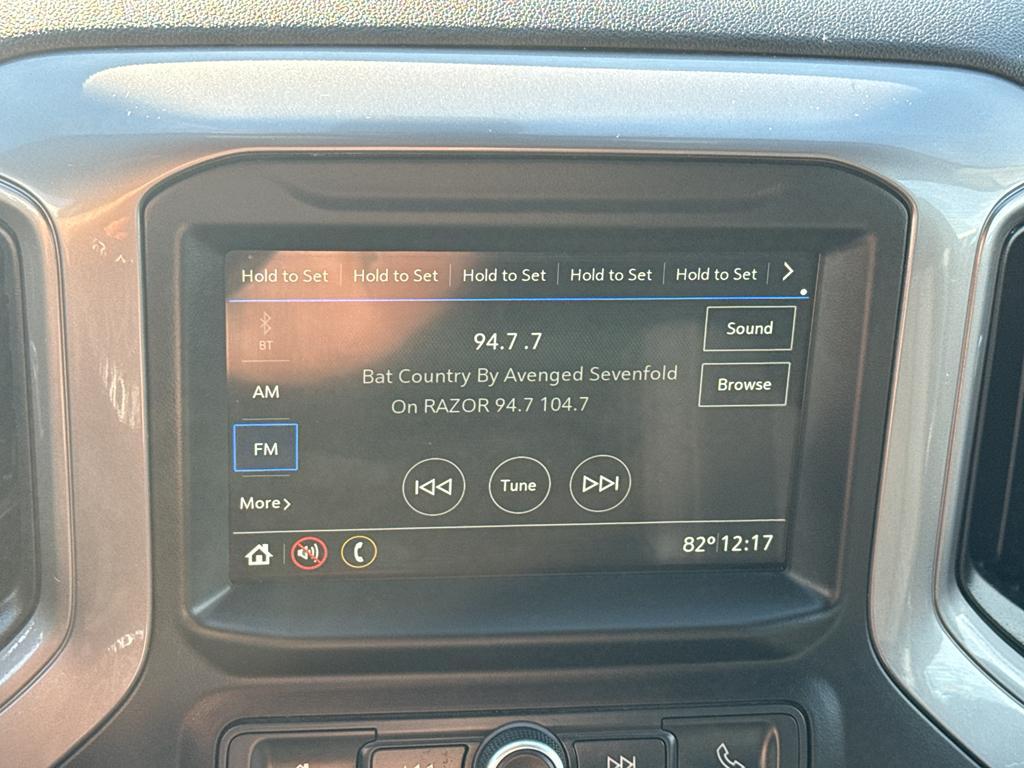 Hold to Set Hold to Set Hold to Set Hold to Set Hold to Set
BT
94.7 .7
Sound
Bat Country By Avenged Sevenfold
AM
Browse
On RAZOR 94.7 104.7
FM
Tune
More
82° 12:17